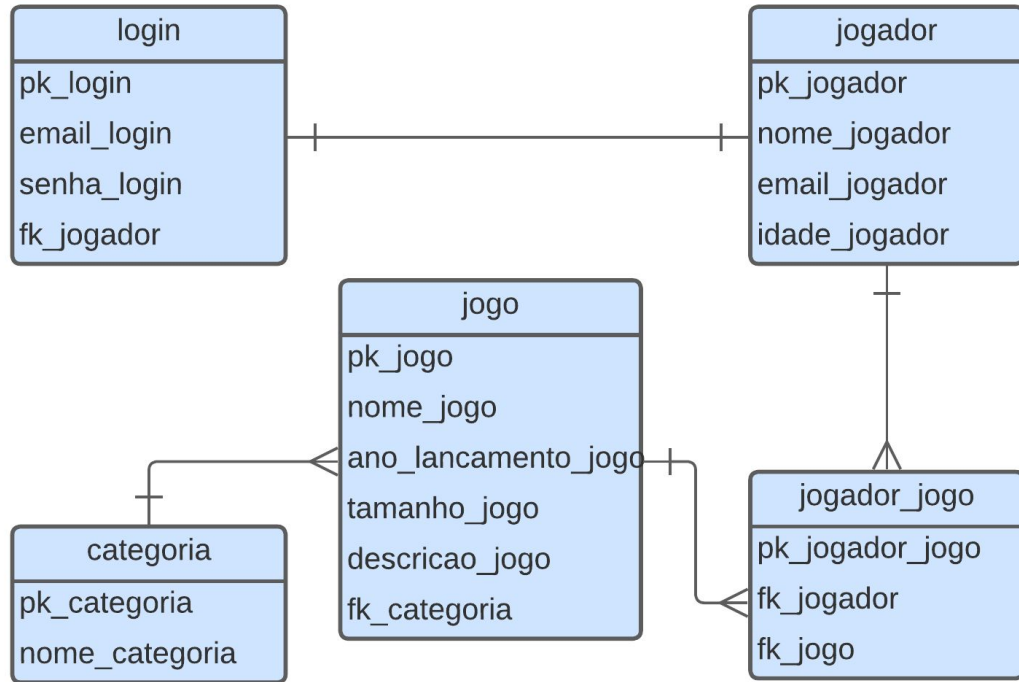 login
pk_login
email_login
senha_login
fk_jogador
jogador
pk_jogador
nome_jogador
email_jogador
idade_jogador
jogo
pk_jogo
nome_jogo
ano_lancamento_jogo
tamanho_jogo
descricao_jogo
fk_categoria
categoria
pk_categoria
nome_categoria
jogador_jogo
pk_jogador_jogo
fk_jogador
fk_jogo